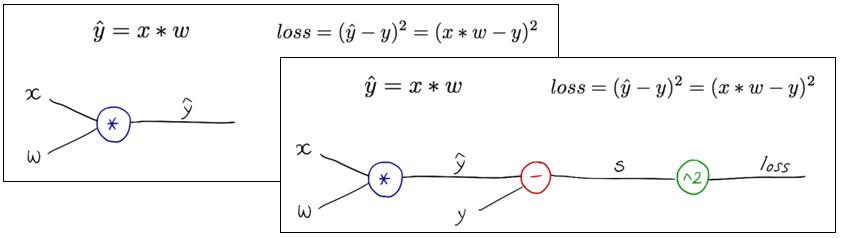 ŷ = x * w    loss = (ŷ − y)² = (x * w − y)²
x
*
ŷ
w
ŷ = x * w    loss = (ŷ − y)² = (x * w − y)²
x
* ŷ − s ^2 loss
w
y